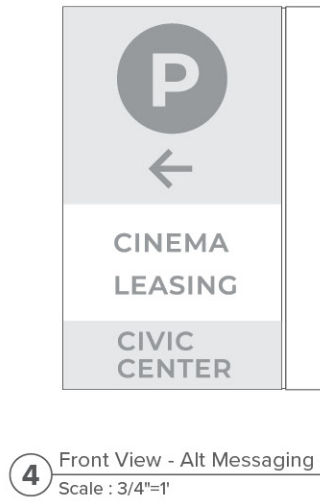 P
←
CINEMA
LEASING
CIVIC
CENTER
4
Front View - Alt Messaging
Scale : 3/4"=1'